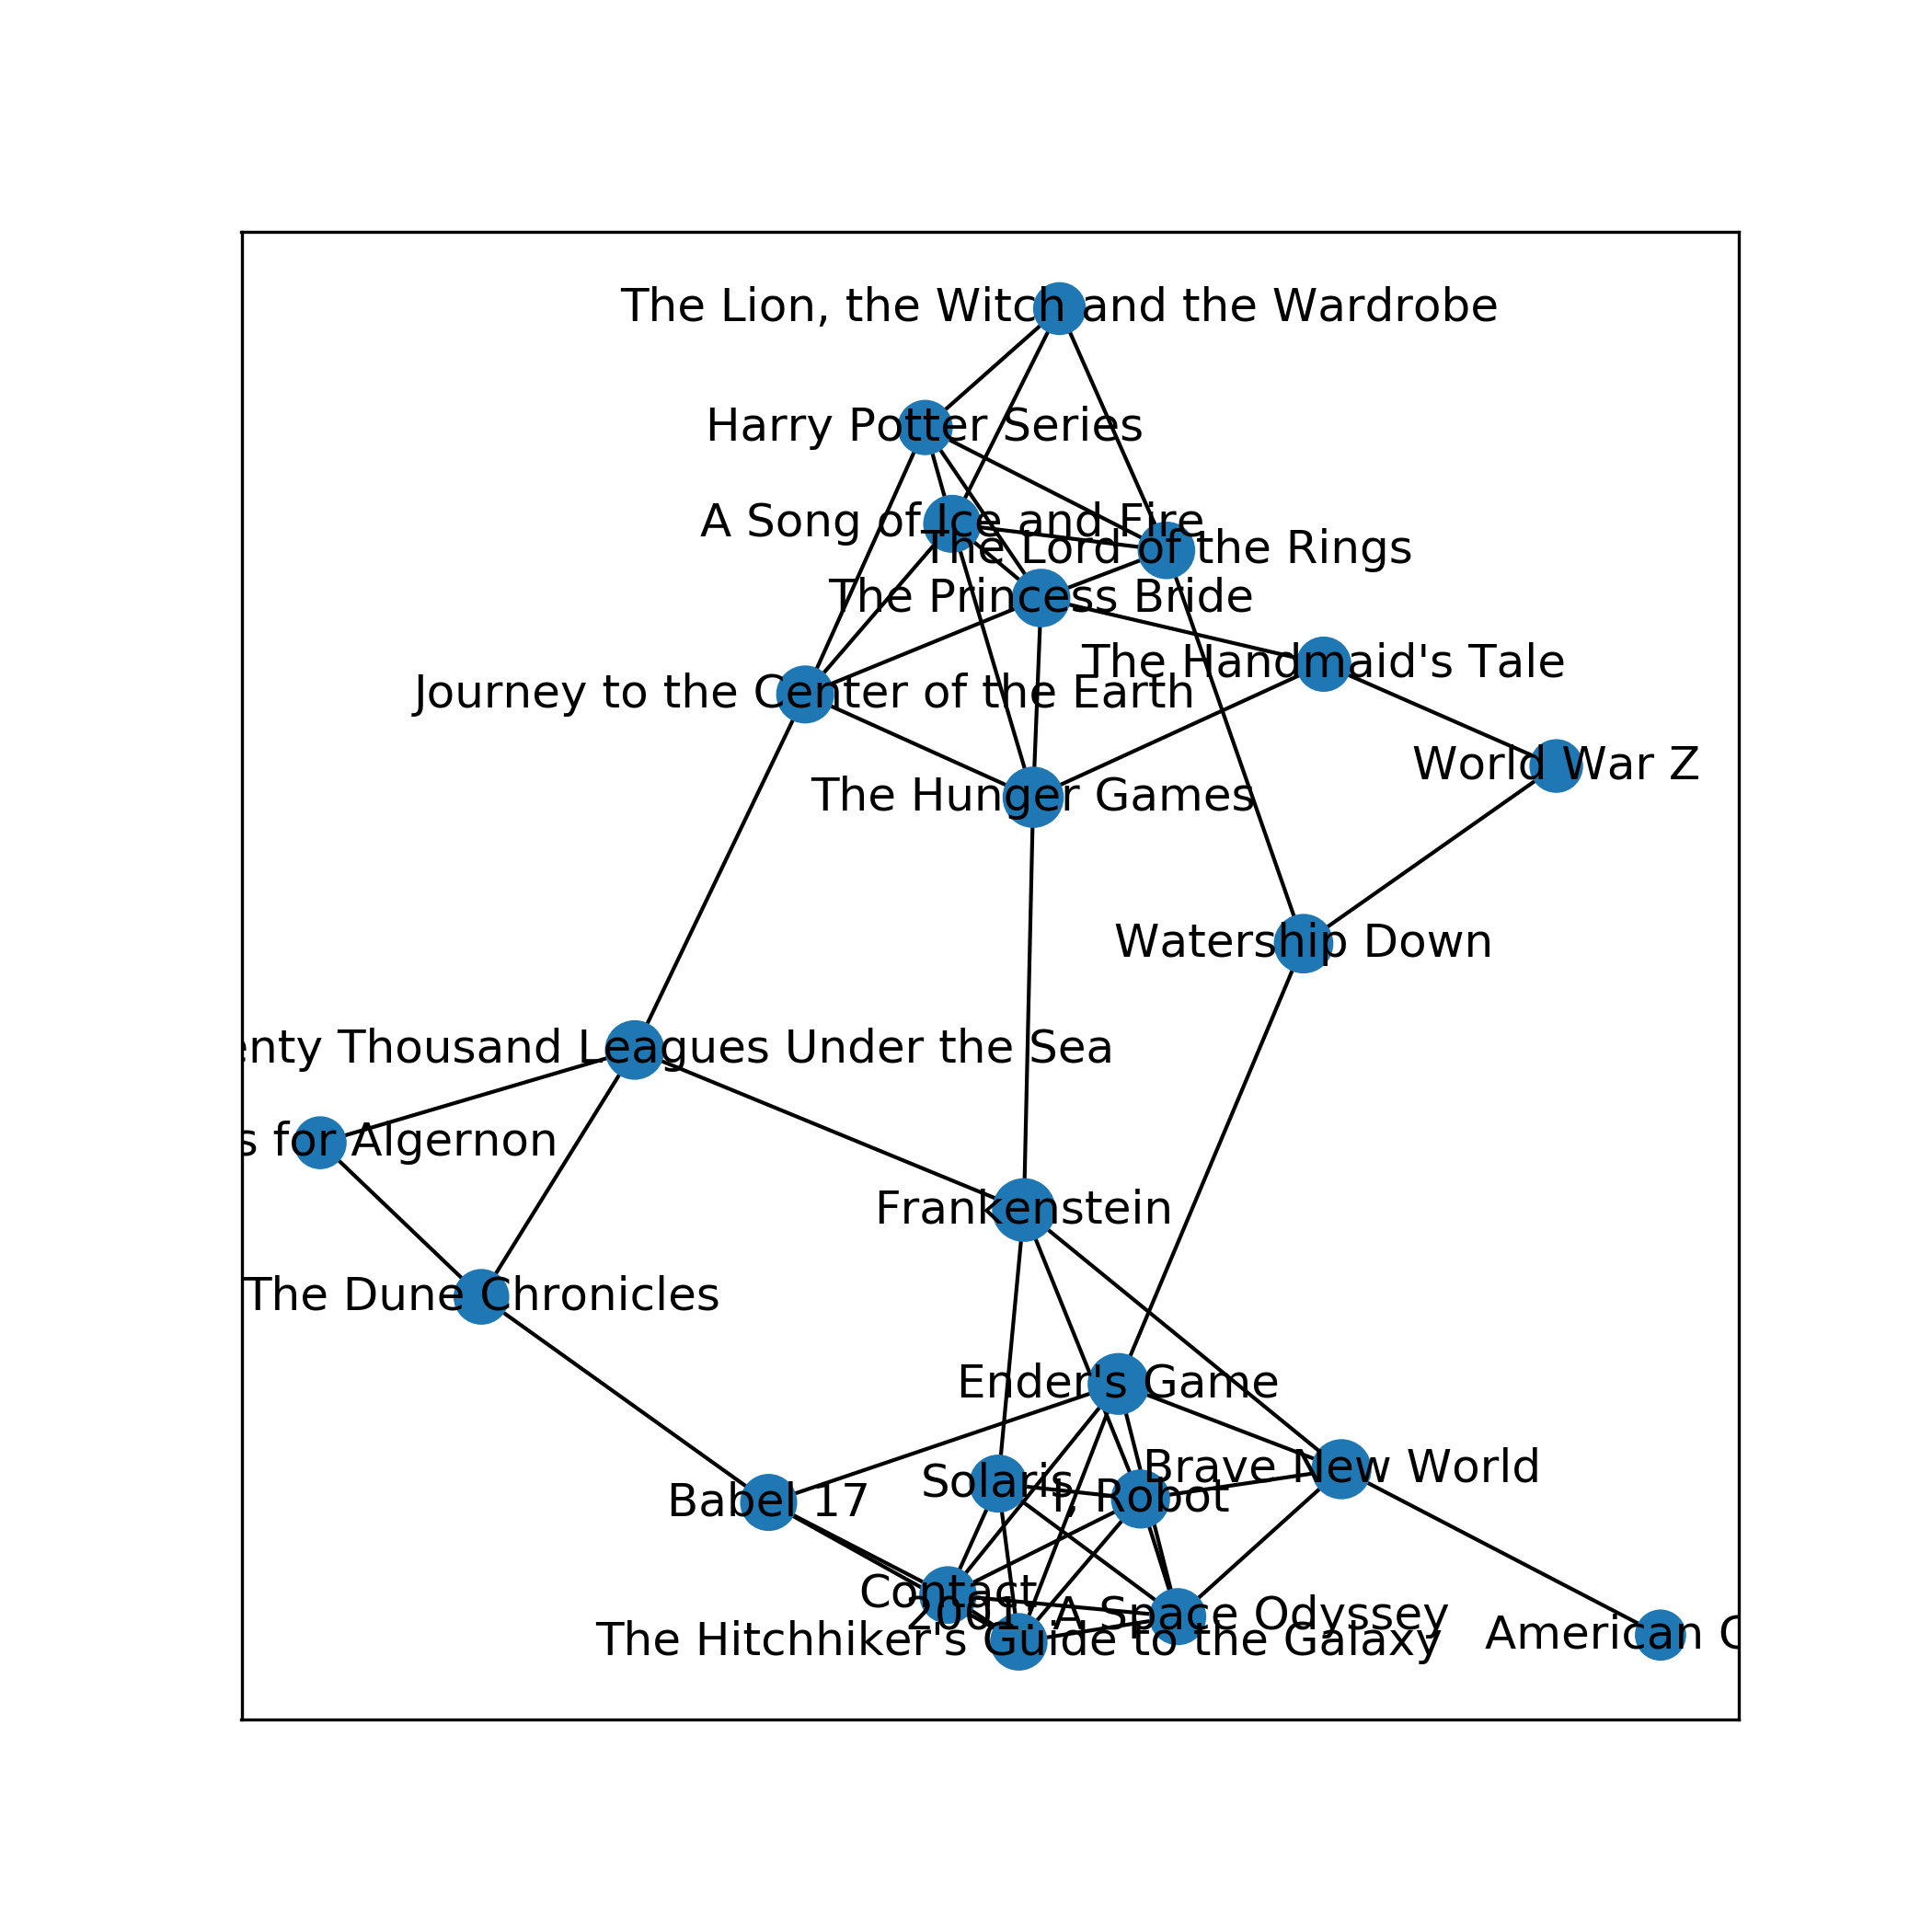 The Lion, the Witch and the Wardrobe
Harry Potter Series
A Song of Ice and Fire
The Lord of the Rings
The Princess Bride
The Handmaid's Tale
Journey to the Center of the Earth
World War Z
The Hunger Games
Watership Down
enty Thousand Leagues Under the Sea
s for Algernon
Frankenstein
The Dune Chronicles
Ender's Game
Brave New World
Solaris
I, Robot
Babel 17
Contact
2001: A Space Odyssey
American
The Hitchhiker's Guide to the Galaxy